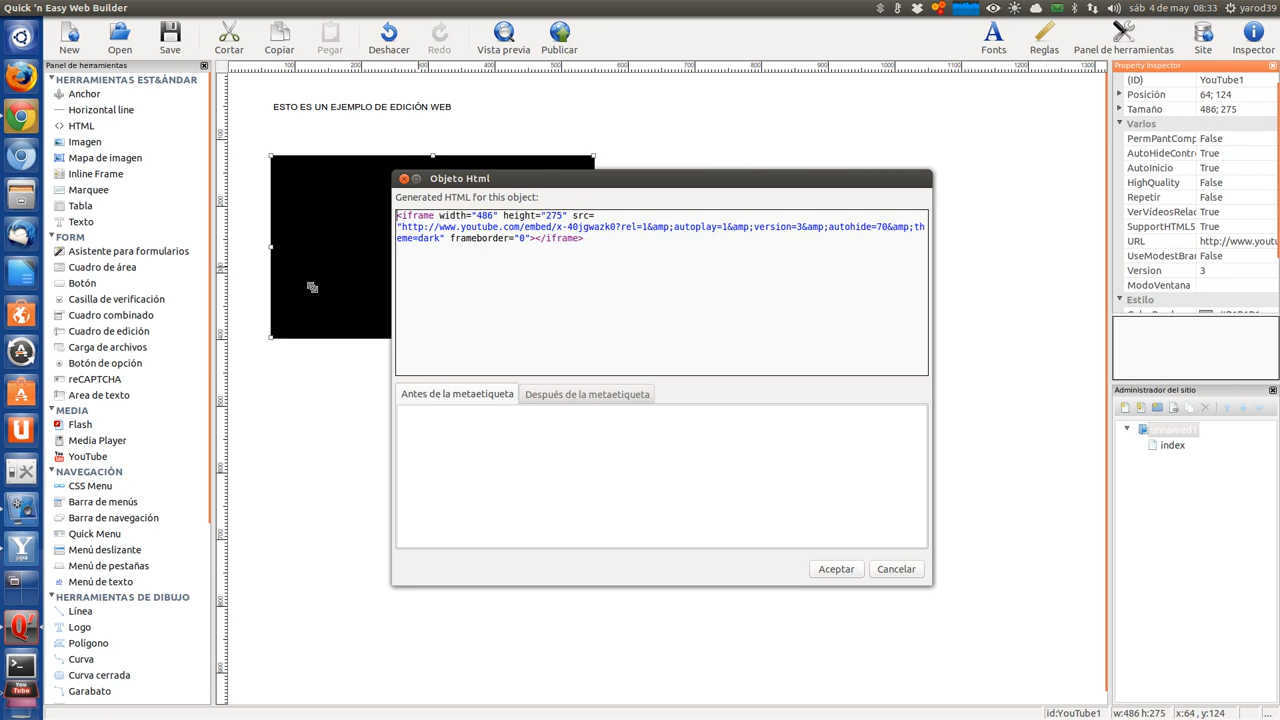 Quick 'n Easy Web Builder
sáb 4 de may 08:33
yarod39
New
Open
Save
Cortar
Copiar
Pegar
Deshacer
Redo
Vista previa
Publicar
Fonts
Reglas
Panel de herramientas
Site
Inspector
Panel de herramientas
HERRAMIENTAS EST&ÁNDAR
Anchor
Horizontal line
HTML
Imagen
Mapa de imagen
Inline Frame
Marquee
Tabla
Texto
FORM
Asistente para formularios
Cuadro de área
Botón
Casilla de verificación
Cuadro combinado
Cuadro de edición
Carga de archivos
Botón de opción
reCAPTCHA
Area de texto
MEDIA
Flash
Media Player
YouTube
NAVEGACIÓN
CSS Menu
Barra de menús
Barra de navegación
Quick Menu
Menú deslizante
Menú de pestañas
Menú de texto
HERRAMIENTAS DE DIBUJO
Línea
Logo
Polígono
Curva
Curva cerrada
Garabato
ESTO ES UN EJEMPLO DE EDICIÓN WEB
Objeto Html
Generated HTML for this object:
<iframe width="486" height="275" src=
"http://www.youtube.com/embed/x-40jgwazk0?rel=1&amp;autoplay=1&amp;version=3&amp;autohide=70&amp;th
eme=dark" frameborder="0"></iframe>
Antes de la metaetiqueta
Después de la metaetiqueta
Aceptar
Cancelar
Property Inspector
(ID) YouTube1
Posición 64; 124
Tamaño 486; 275
Varios
PermPantComp False
AutoHideContro True
AutoInicio True
HighQuality False
Repetir False
VerVídeosRelac True
SupportHTML5 True
URL http://www.yout
UseModestBran False
Version 3
ModoVentana
Estilo
Administrador del sitio
unnamed1
index
id:YouTube1
w:486 h:275
x:64 , y:124